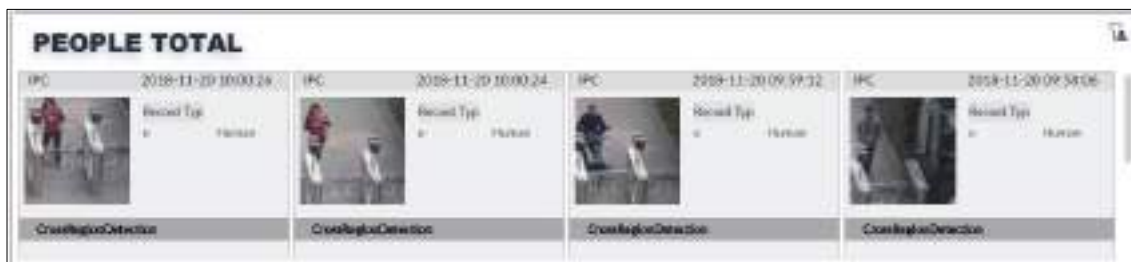 PEOPLE TOTAL
IPC 2018-11-20 10:00:26 IPC 2018-11-20 10:00:24 IPC 2018-11-20 09:59:12 IPC 2018-11-20 09:58:06
Record Typ Record Typ Record Typ Record Typ
e Human e Human e Human e Human
CrossRegionDetection CrossRegionDetection CrossRegionDetection CrossRegionDetection